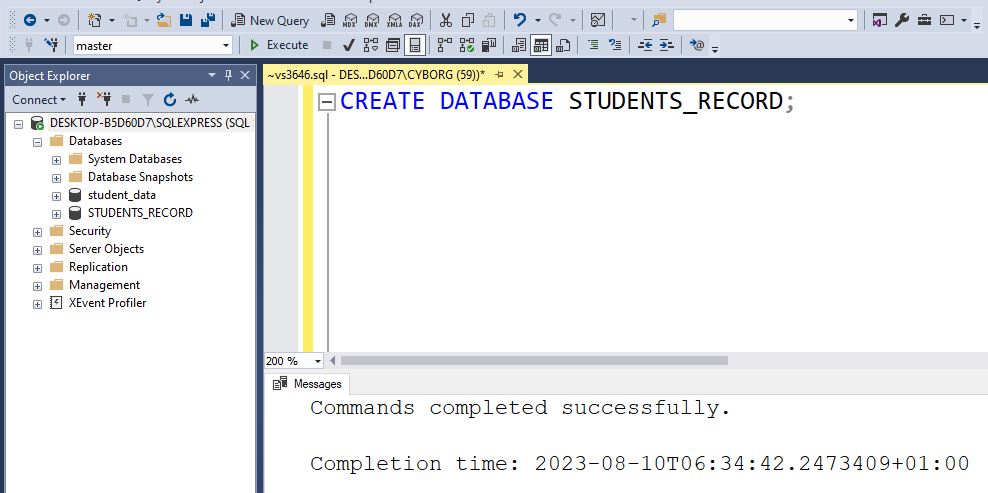 New Query
MDX
DMX
XMLA
DAX
master
Execute
Object Explorer
Connect
DESKTOP-B5D60D7\SQLEXPRESS (SQL
Databases
System Databases
Database Snapshots
student_data
STUDENTS_RECORD
Security
Server Objects
Replication
Management
XEvent Profiler
~vs3646.sql - DES...D60D7\CYBORG (59))*
CREATE DATABASE STUDENTS_RECORD;
200 %
Messages
Commands completed successfully.
Completion time: 2023-08-10T06:34:42.2473409+01:00